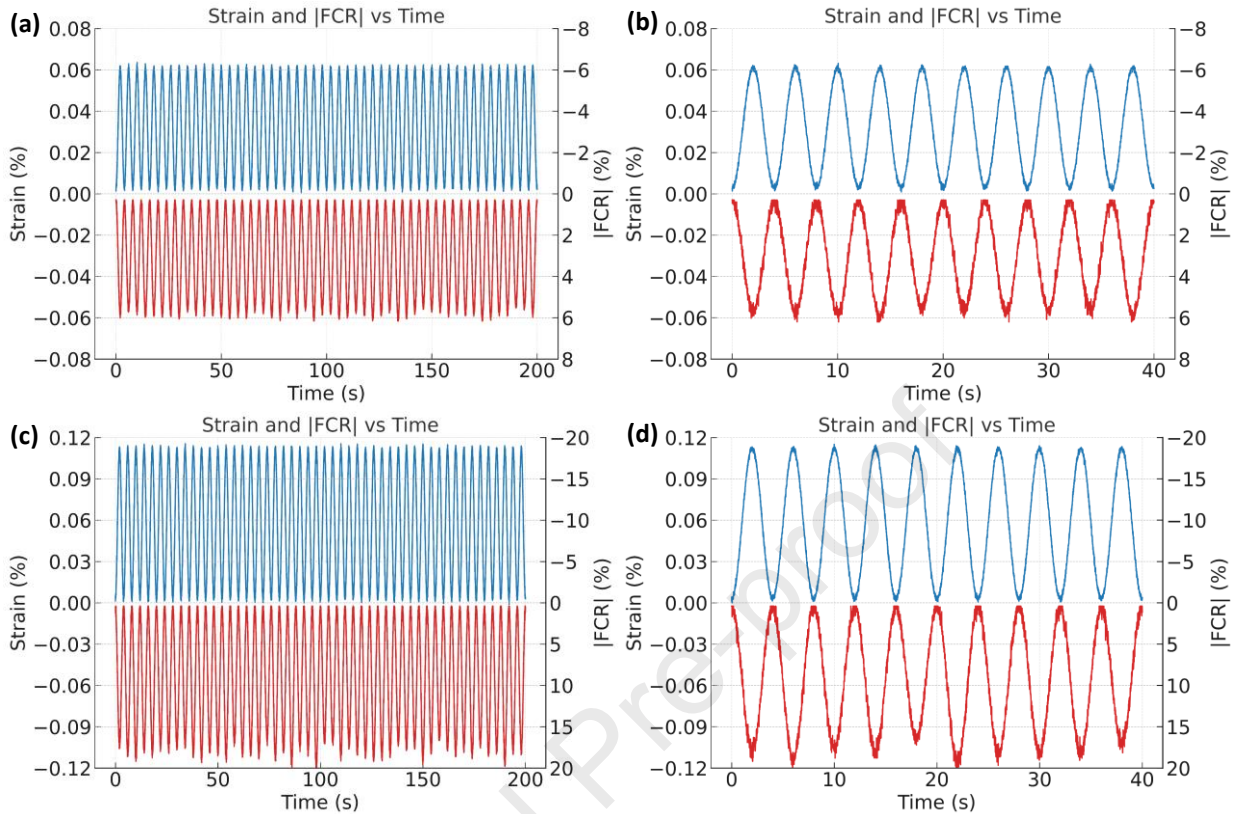 (a)
Strain and |FCR| vs Time
0.08
0.06
0.04
0.02
0.00
−0.02
−0.04
−0.06
−0.08
Strain (%)
−8
−6
−4
−2
0
2
4
6
8
|FCR| (%)
0 50 100 150 200
Time (s)
(b)
Strain and |FCR| vs Time
0.08
0.06
0.04
0.02
0.00
−0.02
−0.04
−0.06
−0.08
Strain (%)
−8
−6
−4
−2
0
2
4
6
8
|FCR| (%)
0 10 20 30 40
Time (s)
(c)
Strain and |FCR| vs Time
0.12
0.09
0.06
0.03
0.00
−0.03
−0.06
−0.09
−0.12
Strain (%)
−20
−15
−10
−5
0
5
10
15
20
|FCR| (%)
0 50 100 150 200
Time (s)
(d)
Strain and |FCR| vs Time
0.12
0.09
0.06
0.03
0.00
−0.03
−0.06
−0.09
−0.12
Strain (%)
−20
−15
−10
−5
0
5
10
15
20
|FCR| (%)
0 10 20 30 40
Time (s)
Pre-proof